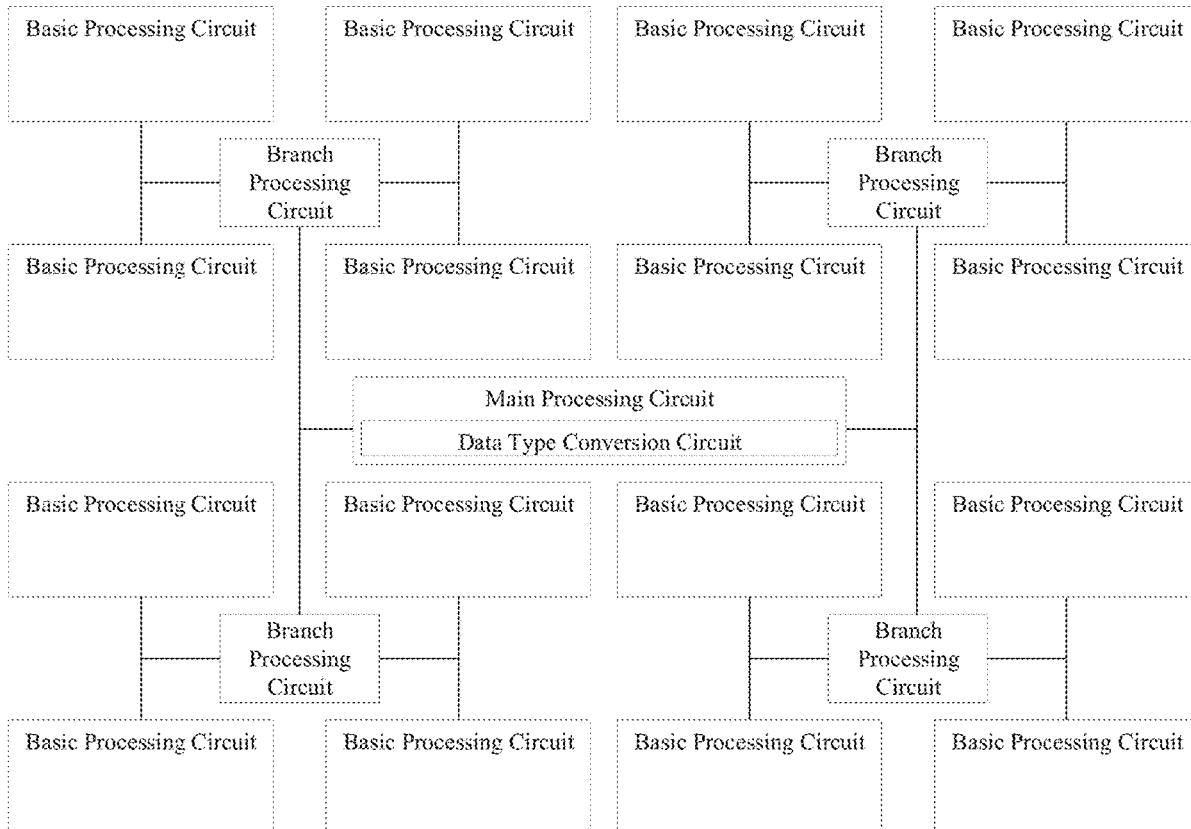 Basic Processing Circuit
Basic Processing Circuit
Basic Processing Circuit
Basic Processing Circuit
Branch
Processing
Circuit
Branch
Processing
Circuit
Basic Processing Circuit
Basic Processing Circuit
Basic Processing Circuit
Basic Processing Circuit
Main Processing Circuit
Data Type Conversion Circuit
Basic Processing Circuit
Basic Processing Circuit
Basic Processing Circuit
Basic Processing Circuit
Branch
Processing
Circuit
Branch
Processing
Circuit
Basic Processing Circuit
Basic Processing Circuit
Basic Processing Circuit
Basic Processing Circuit